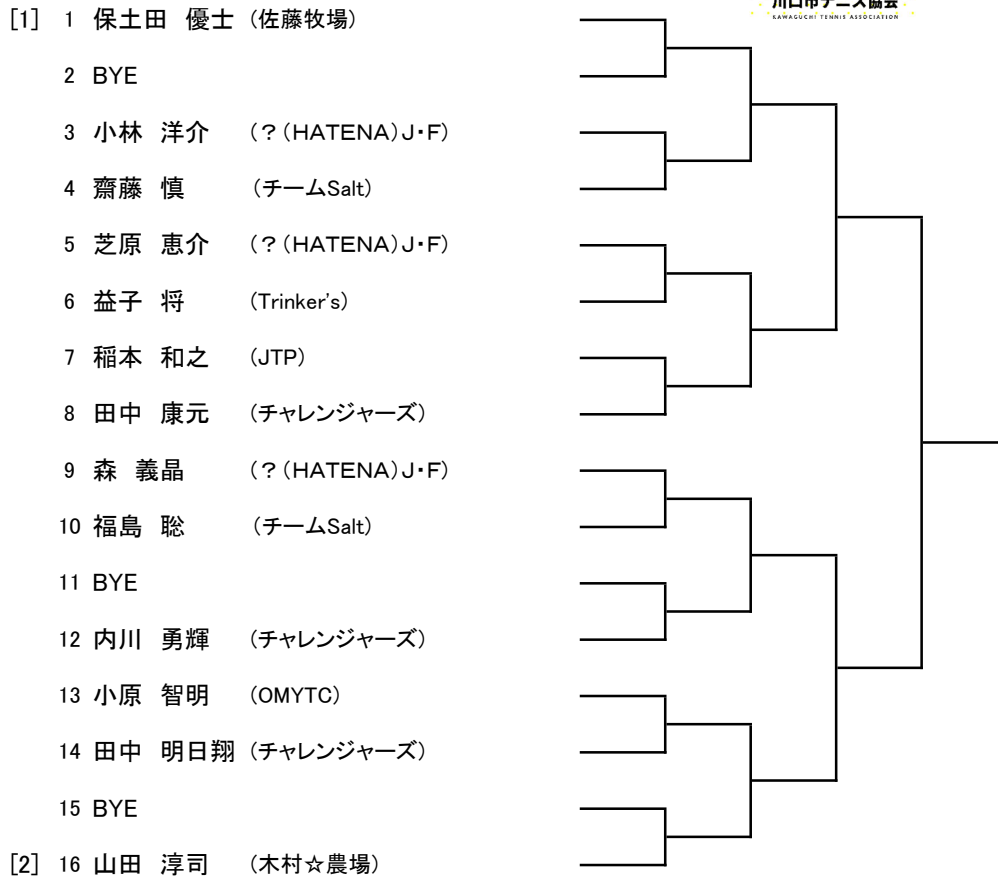 川口市テニス協会
KAWAGUCHI TENNIS ASSOCIATION
[1] 1 保土田 優士 (佐藤牧場)
2 BYE
3 小林 洋介 (?(HATENA)J・F)
4 齋藤 慎 (チームSalt)
5 芝原 恵介 (?(HATENA)J・F)
6 益子 将 (Trinker's)
7 稲本 和之 (JTP)
8 田中 康元 (チャレンジャーズ)
9 森 義晶 (?(HATENA)J・F)
10 福島 聡 (チームSalt)
11 BYE
12 内川 勇輝 (チャレンジャーズ)
13 小原 智明 (OMYTC)
14 田中 明日翔 (チャレンジャーズ)
15 BYE
[2] 16 山田 淳司 (木村☆農場)